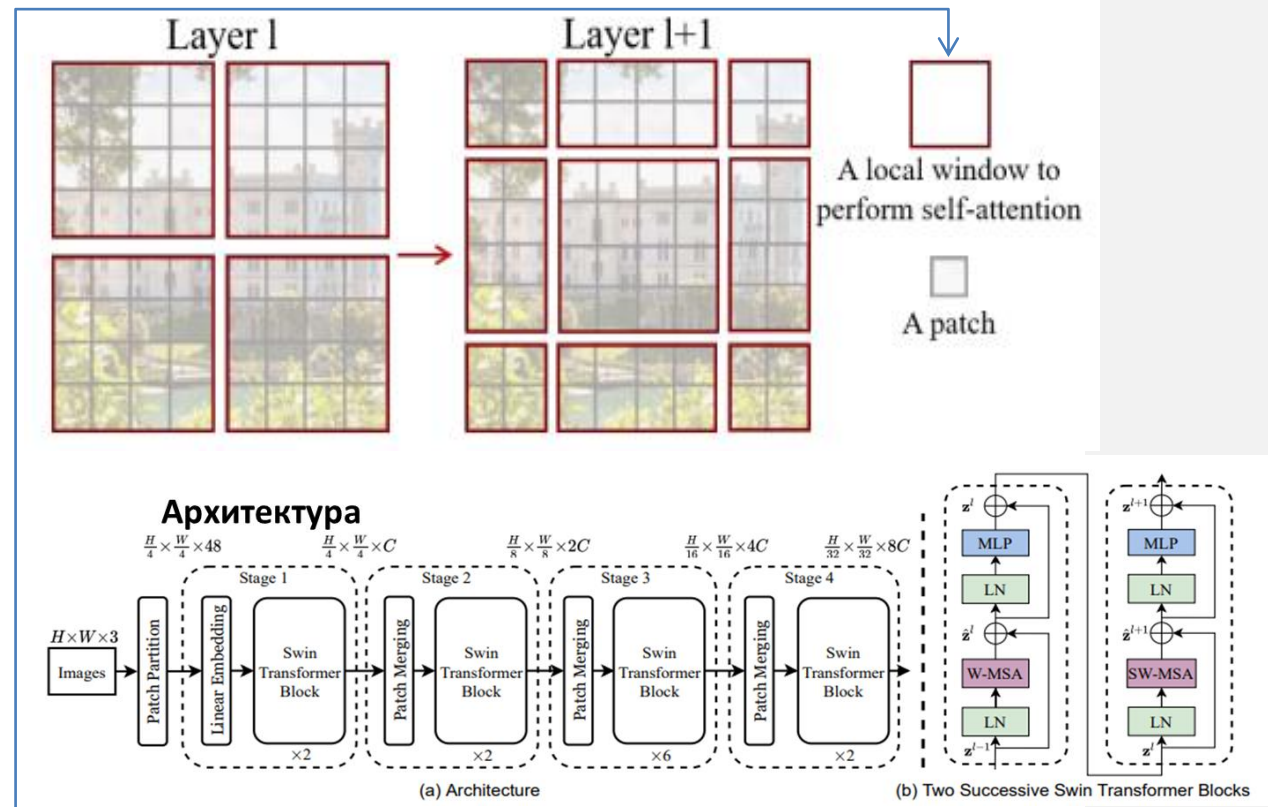 Layer l
Layer l+1
A local window to
perform self-attention
A patch
Архитектура
H/4 × W/4 × 48
H/4 × W/4 × C
H/8 × W/8 × 2C
H/16 × W/16 × 4C
H/32 × W/32 × 8C
Stage 1
Stage 2
Stage 3
Stage 4
H×W×3
Images
Patch Partition
Linear Embedding
Swin
Transformer
Block
×2
Patch Merging
Swin
Transformer
Block
×2
Patch Merging
Swin
Transformer
Block
×6
Patch Merging
Swin
Transformer
Block
×2
(a) Architecture
z^l
MLP
LN
ẑ^l
W-MSA
LN
z^{l-1}
z^{l+1}
MLP
LN
ẑ^{l+1}
SW-MSA
LN
z^l
(b) Two Successive Swin Transformer Blocks